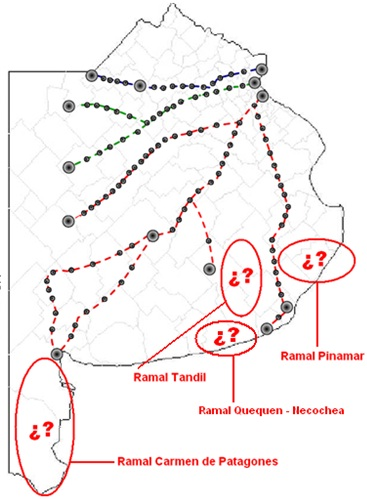 ¿?
¿?
¿?
Ramal Pinamar
Ramal Tandil
Ramal Quequen - Necochea
¿?
Ramal Carmen de Patagones